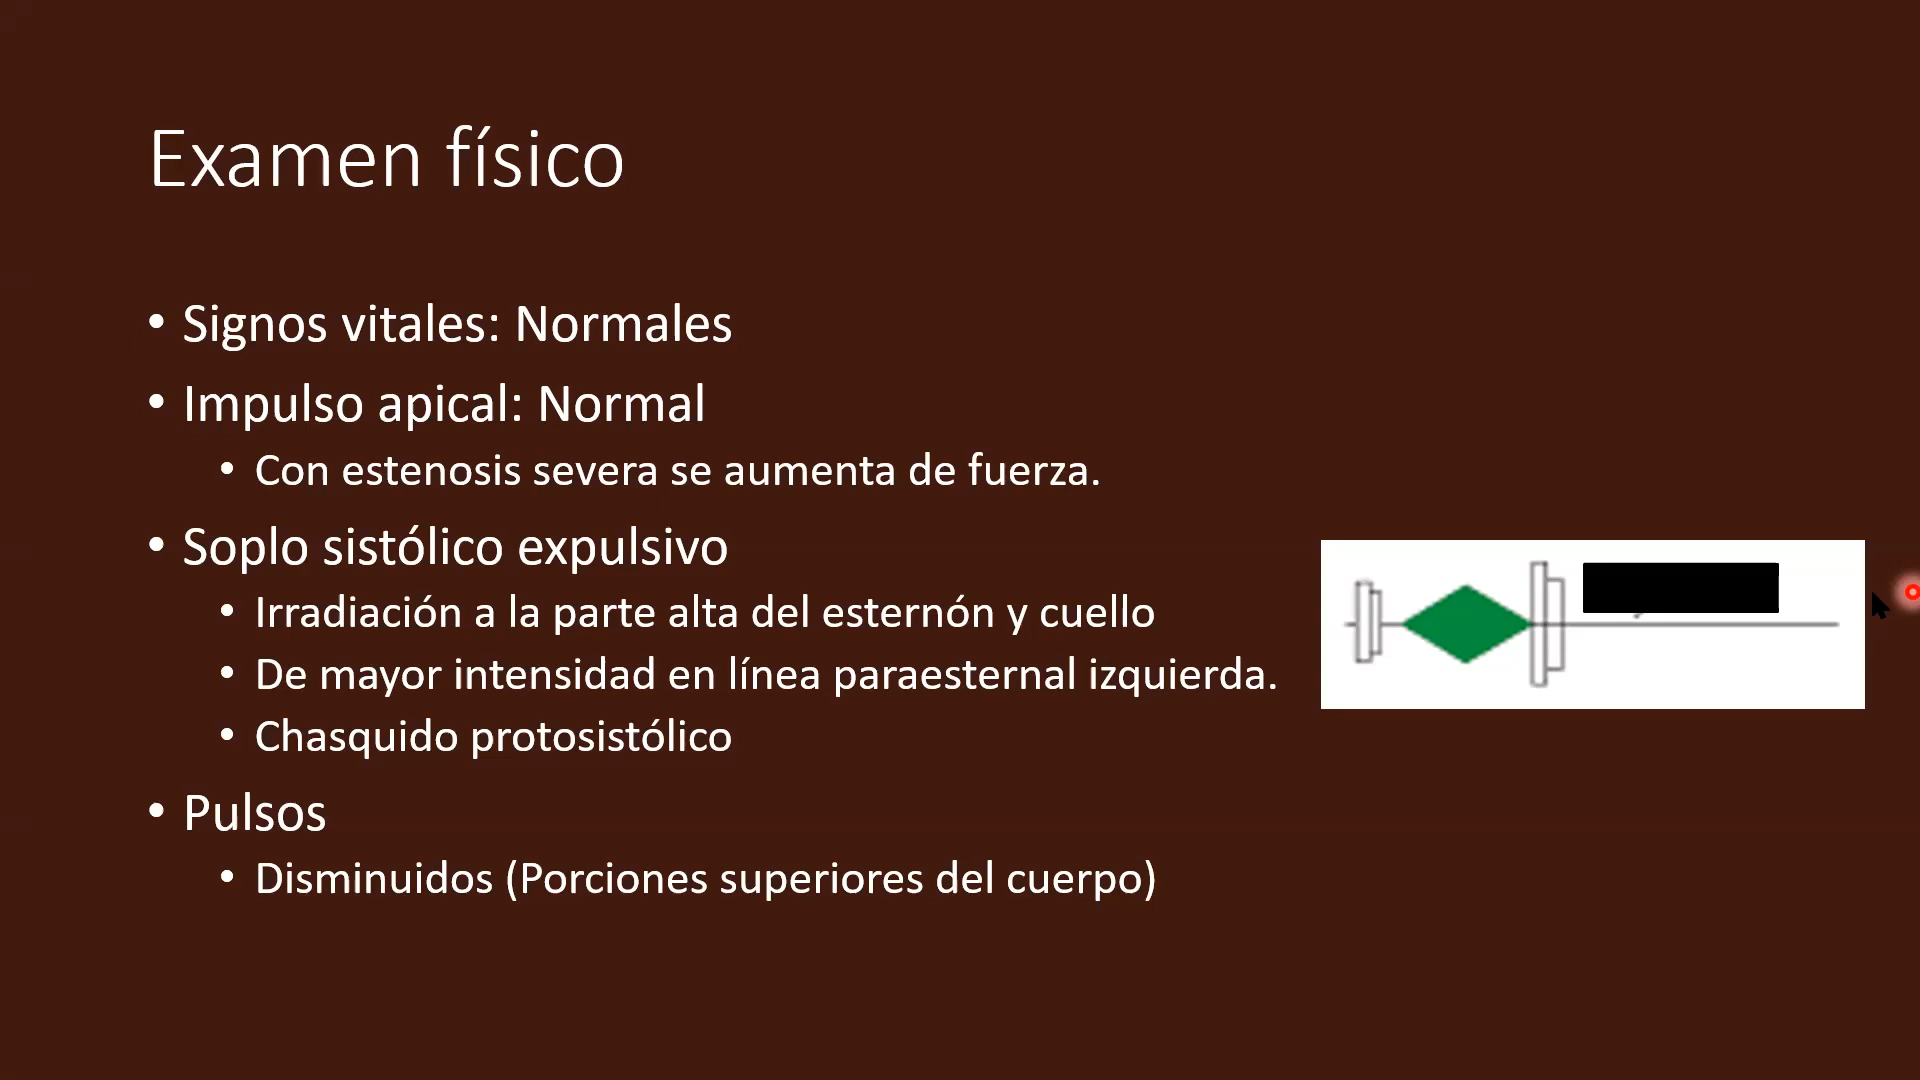 Examen físico
• Signos vitales: Normales
• Impulso apical: Normal
• Con estenosis severa se aumenta de fuerza.
• Soplo sistólico expulsivo
• Irradiación a la parte alta del esternón y cuello
• De mayor intensidad en línea paraesternal izquierda.
• Chasquido protosistólico
• Pulsos
• Disminuidos (Porciones superiores del cuerpo)